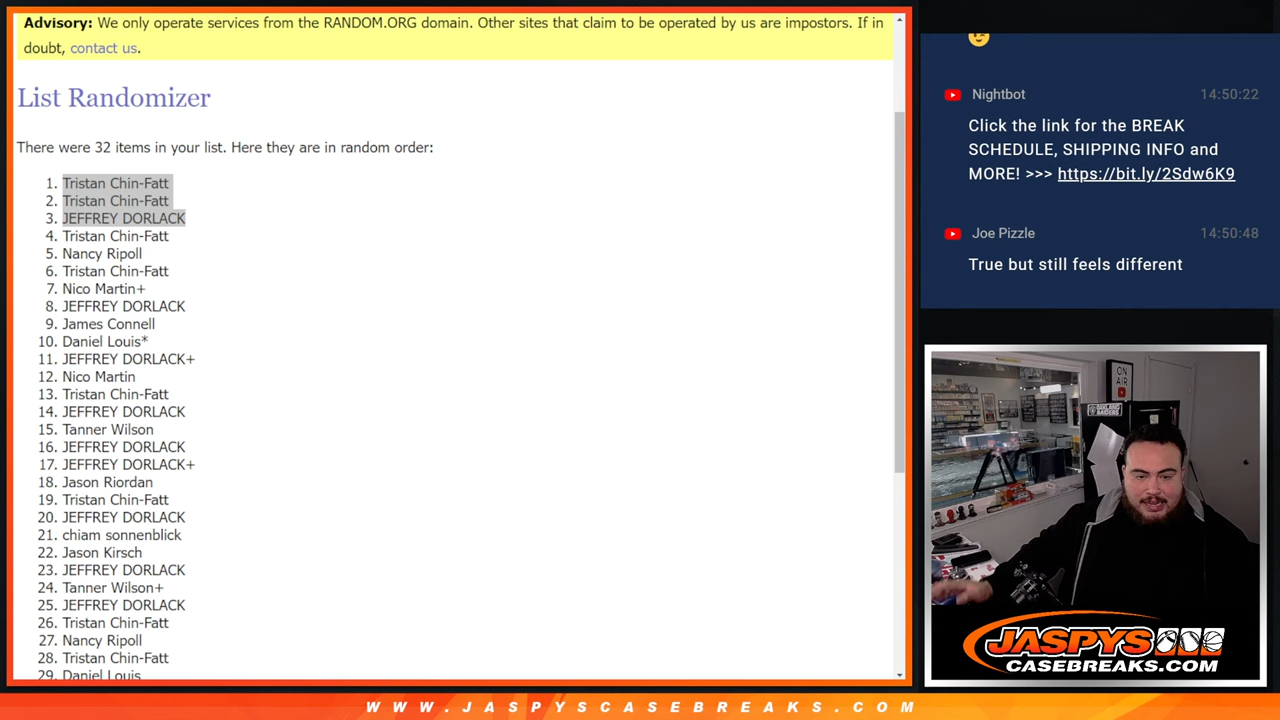 Advisory: We only operate services from the RANDOM.ORG domain. Other sites that claim to be operated by us are impostors. If in
doubt, contact us.
List Randomizer
There were 32 items in your list. Here they are in random order:
1. Tristan Chin-Fatt
2. Tristan Chin-Fatt
3. JEFFREY DORLACK
4. Tristan Chin-Fatt
5. Nancy Ripoll
6. Tristan Chin-Fatt
7. Nico Martin+
8. JEFFREY DORLACK
9. James Connell
10. Daniel Louis*
11. JEFFREY DORLACK+
12. Nico Martin
13. Tristan Chin-Fatt
14. JEFFREY DORLACK
15. Tanner Wilson
16. JEFFREY DORLACK
17. JEFFREY DORLACK+
18. Jason Riordan
19. Tristan Chin-Fatt
20. JEFFREY DORLACK
21. chiam sonnenblick
22. Jason Kirsch
23. JEFFREY DORLACK
24. Tanner Wilson+
25. JEFFREY DORLACK
26. Tristan Chin-Fatt
27. Nancy Ripoll
28. Tristan Chin-Fatt
29. Daniel Louis
Nightbot 14:50:22
Click the link for the BREAK
SCHEDULE, SHIPPING INFO and
MORE! >>> https://bit.ly/2Sdw6K9
Joe Pizzle 14:50:48
True but still feels different
ON
AIR
OAKLAND
RAIDERS
JASPYS
CASEBREAKS.COM
WWW.JASPYSCASEBREAKS.COM